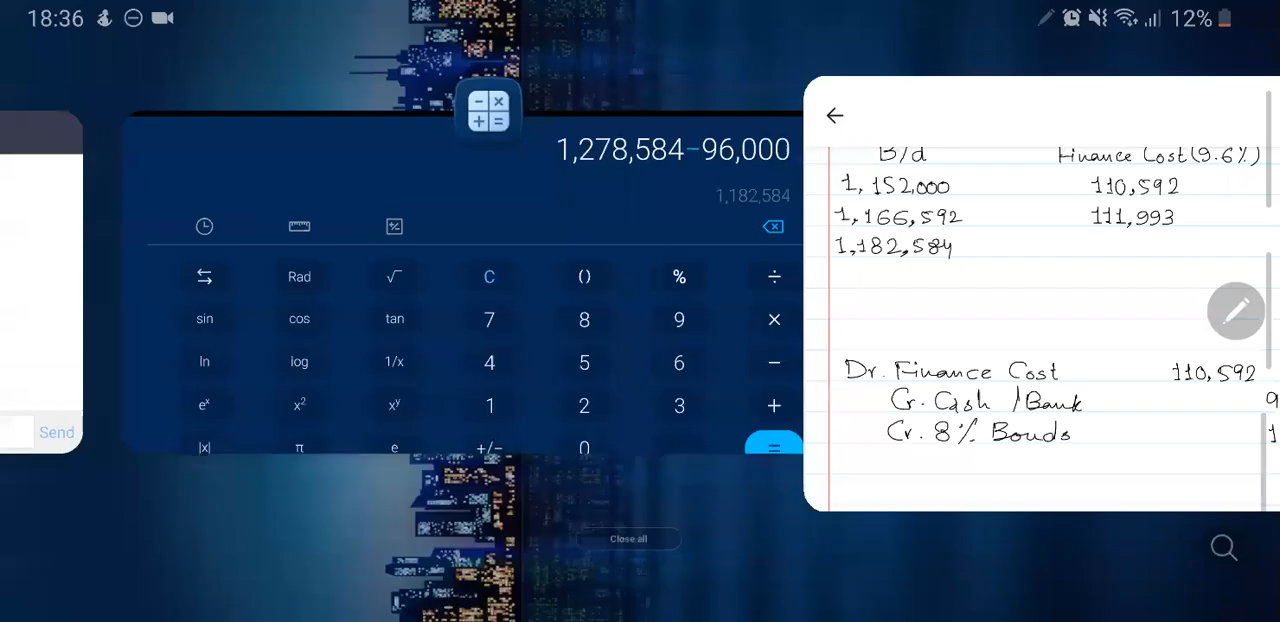 18:36
12%
Send
1,278,584−96,000
1,182,584
Rad √ C () % ÷
sin cos tan 7 8 9 ×
ln log 1/x 4 5 6 −
eˣ x² xʸ 1 2 3 +
|x| π e +/− 0 =
Close all
B/d Finance Cost (9.6%)
1,152,000 110,592
1,166,592 111,993
1,182,584
Dr. Finance Cost 110,592
Cr. Cash / Bank 9
Cr. 8% Bonds 1